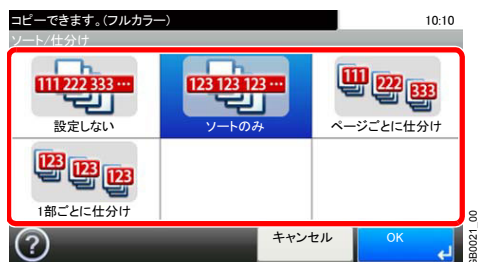 コピーできます。(フルカラー)
10:10
ソート/仕分け
111 222 333 ···
123 123 123 ···
111 222 333
設定しない
ソートのみ
ページごとに仕分け
123 123 123
1部ごとに仕分け
?
キャンセル
OK
GB0021_00